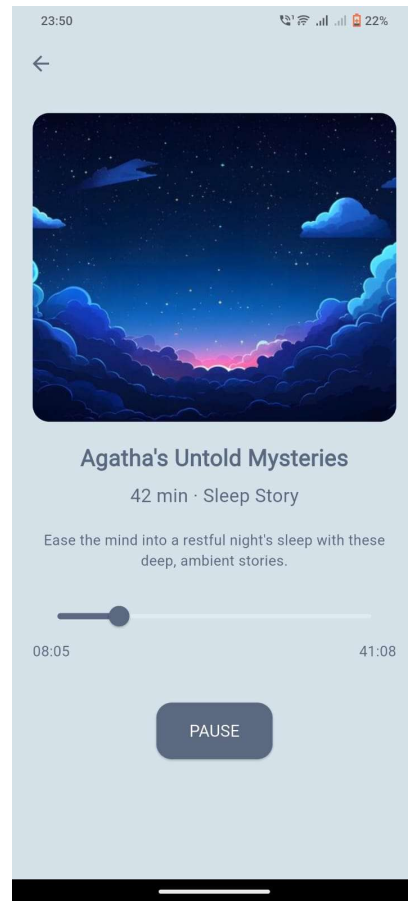 23:50
22%
Agatha's Untold Mysteries
42 min · Sleep Story
Ease the mind into a restful night's sleep with these
deep, ambient stories.
08:05
41:08
PAUSE